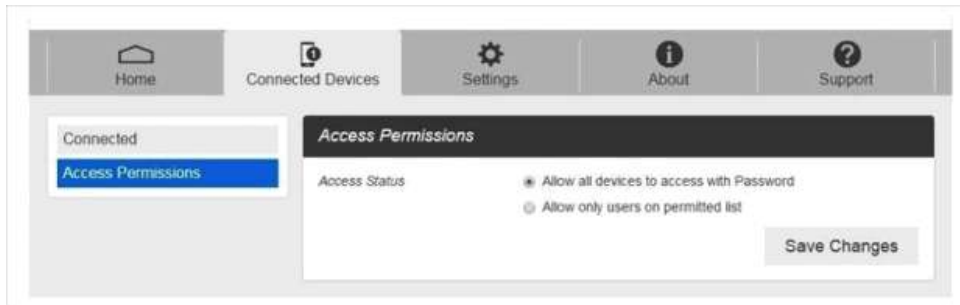 Home
1
Connected Devices
Settings
About
Support
Connected
Access Permissions
Access Permissions
Access Status
Allow all devices to access with Password
Allow only users on permitted list
Save Changes